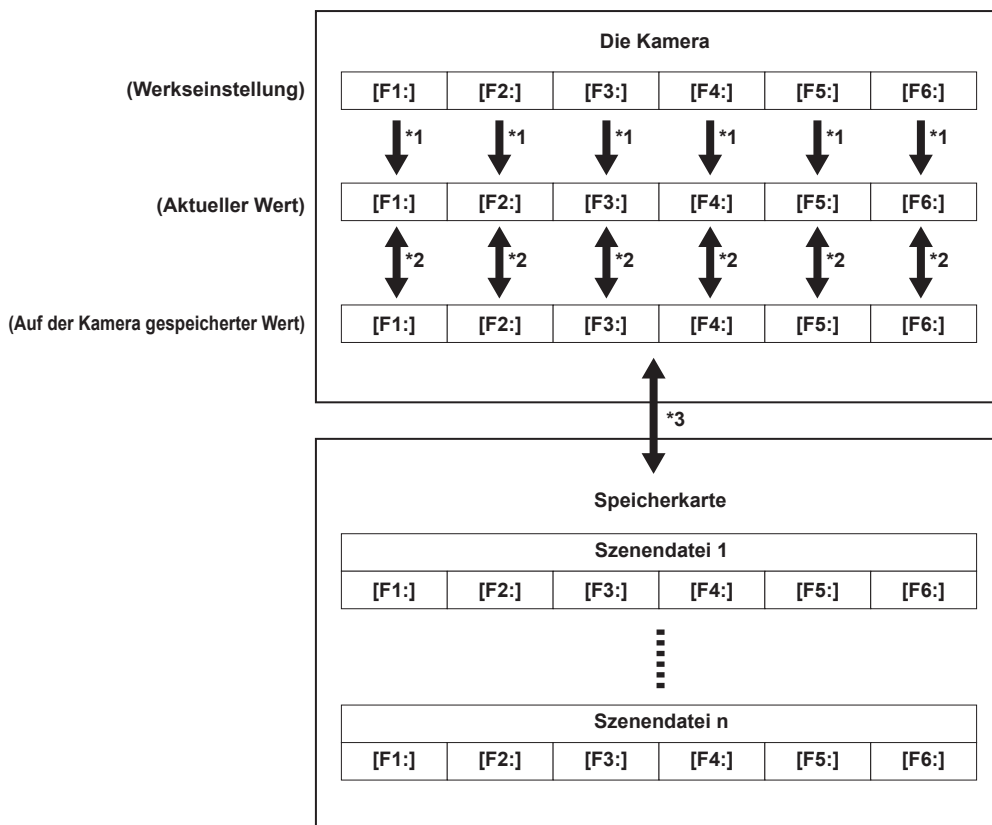 Die Kamera
(Werkseinstellung) [F1:] [F2:] [F3:] [F4:] [F5:] [F6:]
*1 *1 *1 *1 *1 *1
(Aktueller Wert) [F1:] [F2:] [F3:] [F4:] [F5:] [F6:]
*2 *2 *2 *2 *2 *2
(Auf der Kamera gespeicherter Wert) [F1:] [F2:] [F3:] [F4:] [F5:] [F6:]
*3
Speicherkarte
Szenendatei 1
[F1:] [F2:] [F3:] [F4:] [F5:] [F6:]
Szenendatei n
[F1:] [F2:] [F3:] [F4:] [F5:] [F6:]